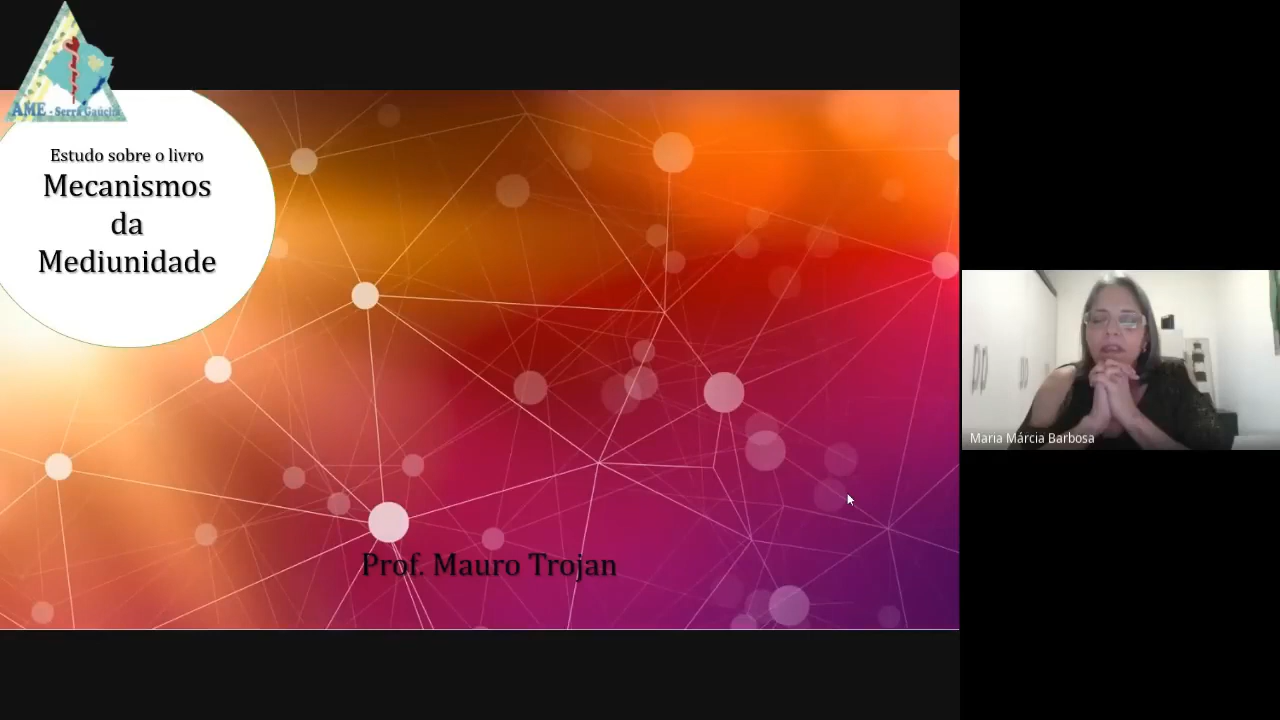 AME - Serra Gaúcha
Estudo sobre o livro
Mecanismos
da
Mediunidade
Prof. Mauro Trojan
Maria Márcia Barbosa